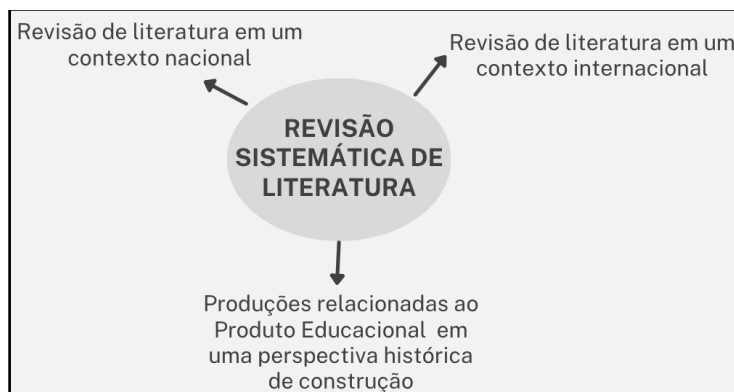 Revisão de literatura em um
contexto nacional
Revisão de literatura em um
contexto internacional
REVISÃO
SISTEMÁTICA DE
LITERATURA
Produções relacionadas ao
Produto Educacional em
uma perspectiva histórica
de construção